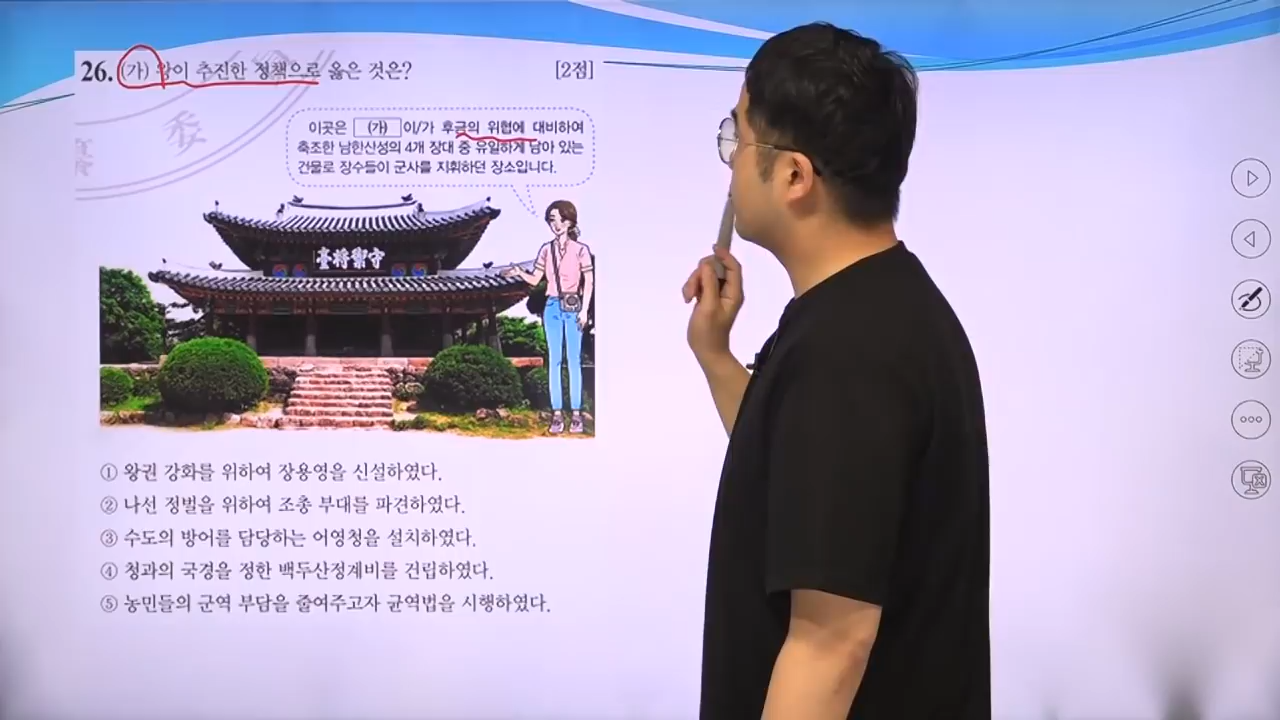 26. (가) 왕이 추진한 정책으로 옳은 것은? [2점]
이곳은 (가) 이/가 후금의 위협에 대비하여
축조한 남한산성의 4개 장대 중 유일하게 남아 있는
건물로 장수들이 군사를 지휘하던 장소입니다.
臺將禦守
① 왕권 강화를 위하여 장용영을 신설하였다.
② 나선 정벌을 위하여 조총 부대를 파견하였다.
③ 수도의 방어를 담당하는 어영청을 설치하였다.
④ 청과의 국경을 정한 백두산정계비를 건립하였다.
⑤ 농민들의 군역 부담을 줄여주고자 균역법을 시행하였다.